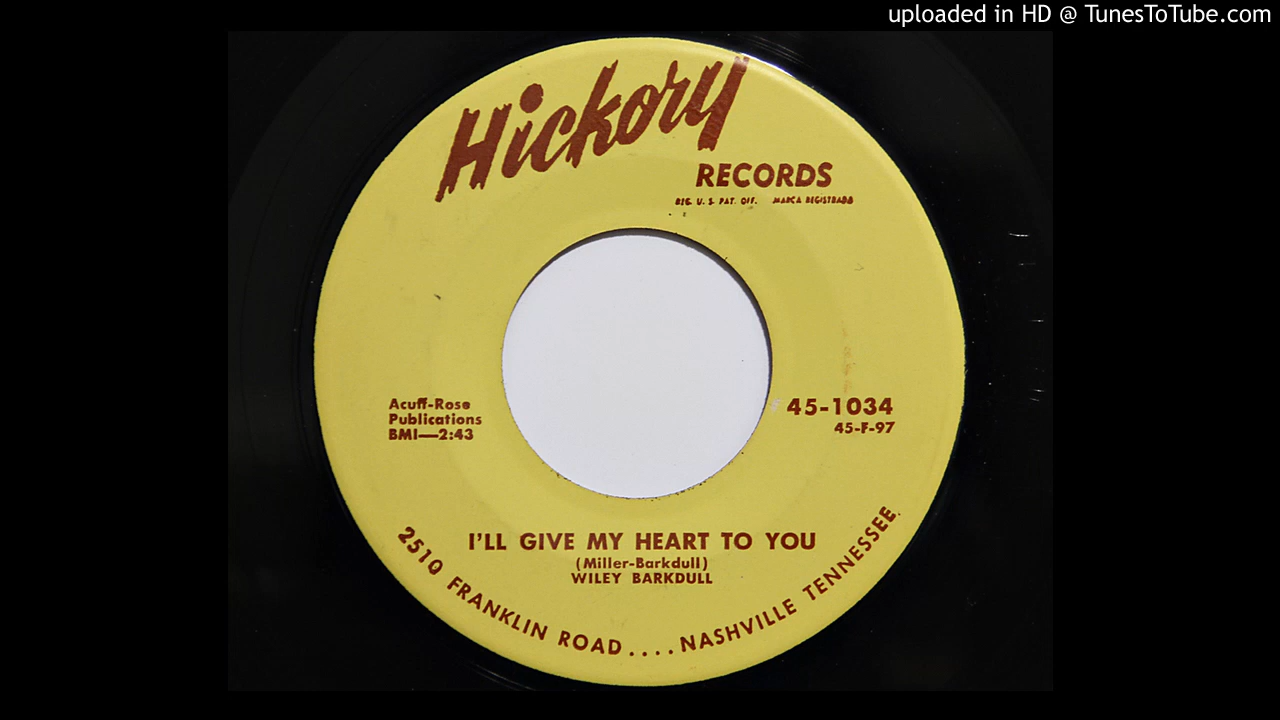 uploaded in HD @ TunesToTube.com
Hickory
RECORDS
REG. U. S. PAT. OFF. MARCA REGISTRADA
Acuff-Rose
Publications
BMI—2:43
45-1034
45-F-97
I'LL GIVE MY HEART TO YOU
(Miller-Barkdull)
WILEY BARKDULL
2510 FRANKLIN ROAD....NASHVILLE TENNESSEE.